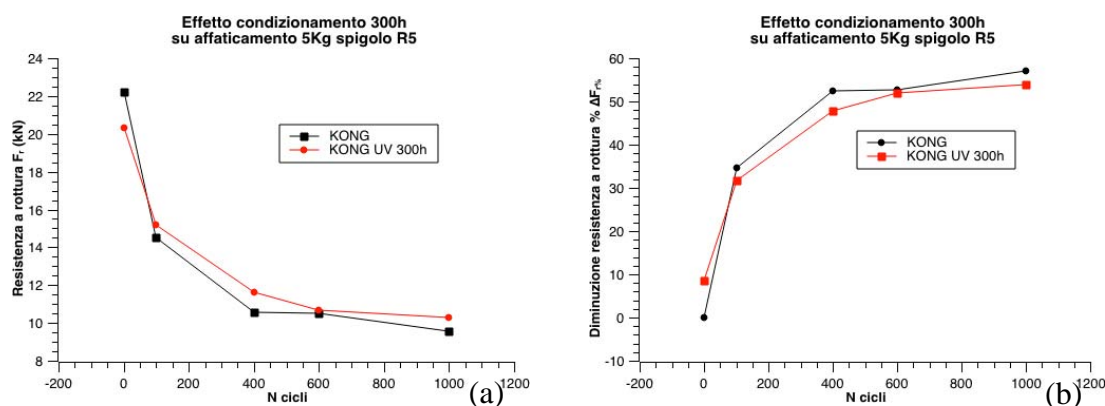 Effetto condizionamento 300h
su affaticamento 5Kg spigolo R5
Resistenza a rottura Fr (kN)
24
22
20
18
16
14
12
10
8
KONG
KONG UV 300h
-200
0
200
400
600
800
1000
1200
N cicli
(a)
Effetto condizionamento 300h
su affaticamento 5Kg spigolo R5
Diminuzione resistenza a rottura % ΔFr%
60
50
40
30
20
10
0
-10
KONG
KONG UV 300h
-200
0
200
400
600
800
1000
1200
N cicli
(b)